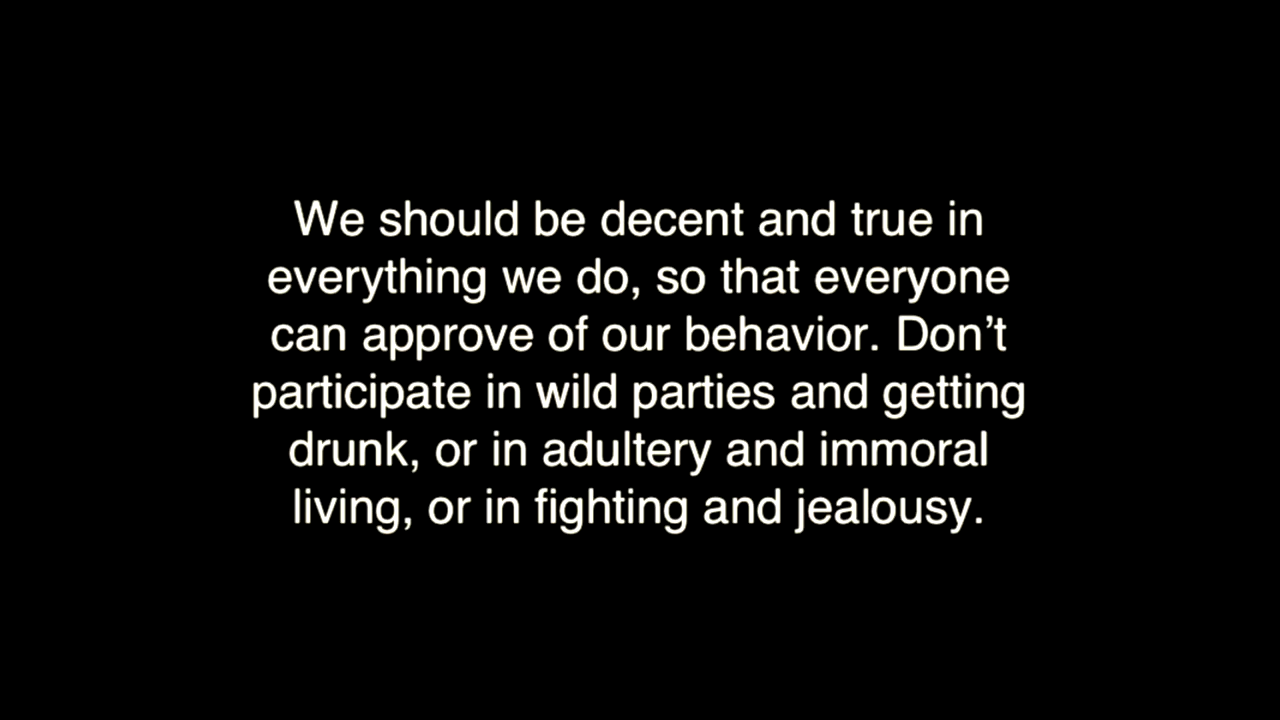 We should be decent and true in
everything we do, so that everyone
can approve of our behavior. Don’t
participate in wild parties and getting
drunk, or in adultery and immoral
living, or in fighting and jealousy.